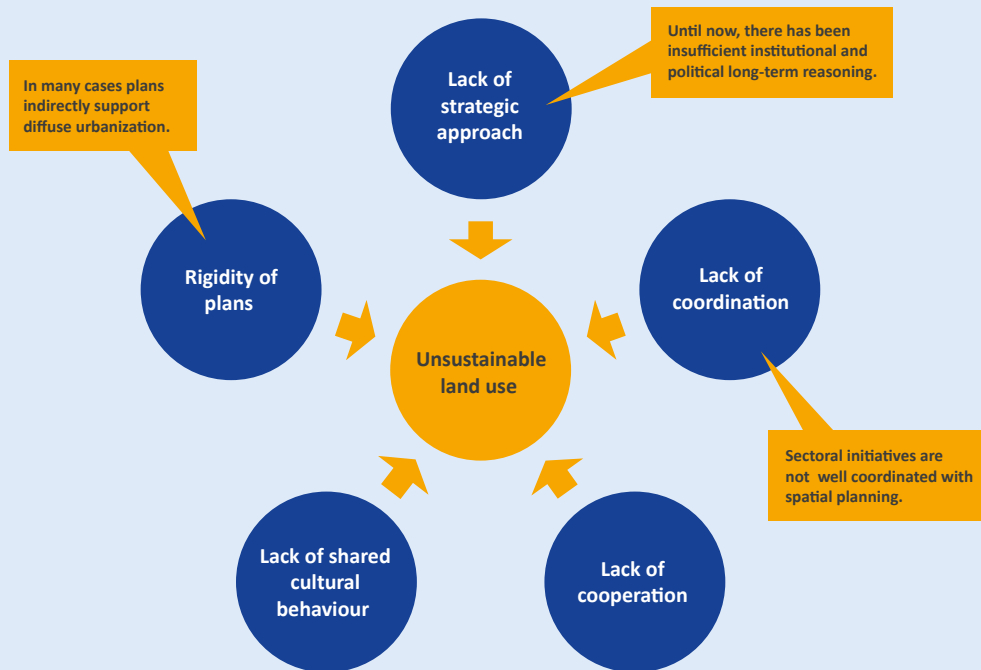 Until now, there has been
insufficient institutional and
political long-term reasoning.
In many cases plans
indirectly support
diffuse urbanization.
Lack of
strategic
approach
Rigidity of
plans
Lack of
coordination
Unsustainable
land use
Sectoral initiatives are
not well coordinated with
spatial planning.
Lack of shared
cultural
behaviour
Lack of
cooperation